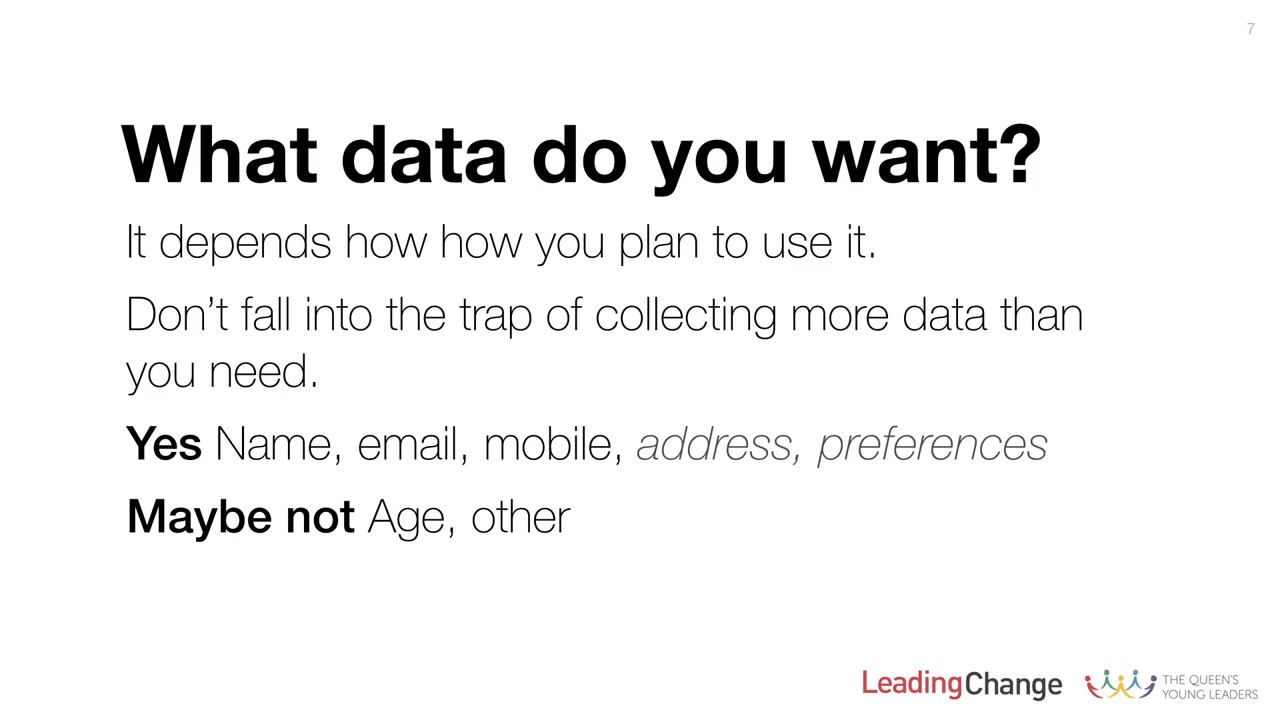 7
What data do you want?
It depends how how you plan to use it.
Don’t fall into the trap of collecting more data than
you need.
Yes Name, email, mobile, address, preferences
Maybe not Age, other
LeadingChange
THE QUEEN'S
YOUNG LEADERS